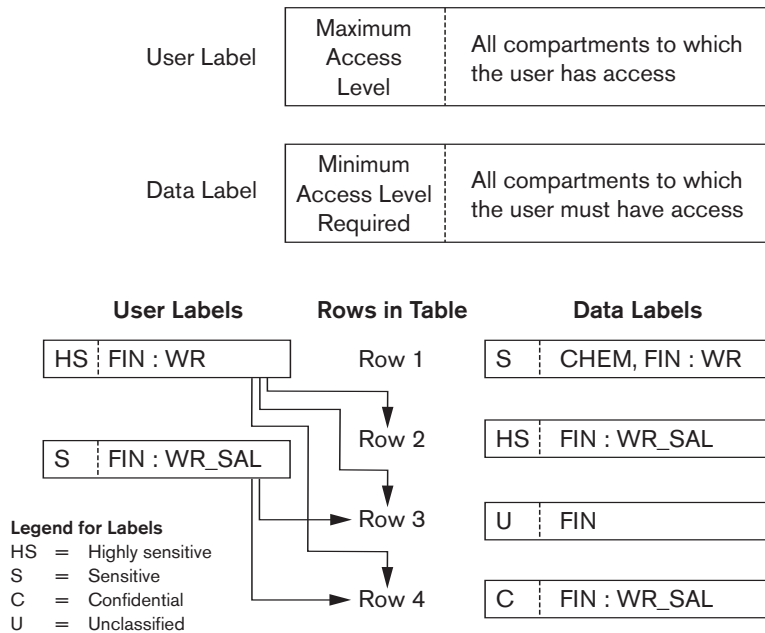 User Label
Maximum
Access
Level
All compartments to which
the user has access
Data Label
Minimum
Access Level
Required
All compartments to which
the user must have access
User Labels
Rows in Table
Data Labels
HS FIN : WR
Row 1
S CHEM, FIN : WR
Row 2
HS FIN : WR_SAL
S FIN : WR_SAL
Row 3
U FIN
Row 4
C FIN : WR_SAL
Legend for Labels
HS = Highly sensitive
S = Sensitive
C = Confidential
U = Unclassified